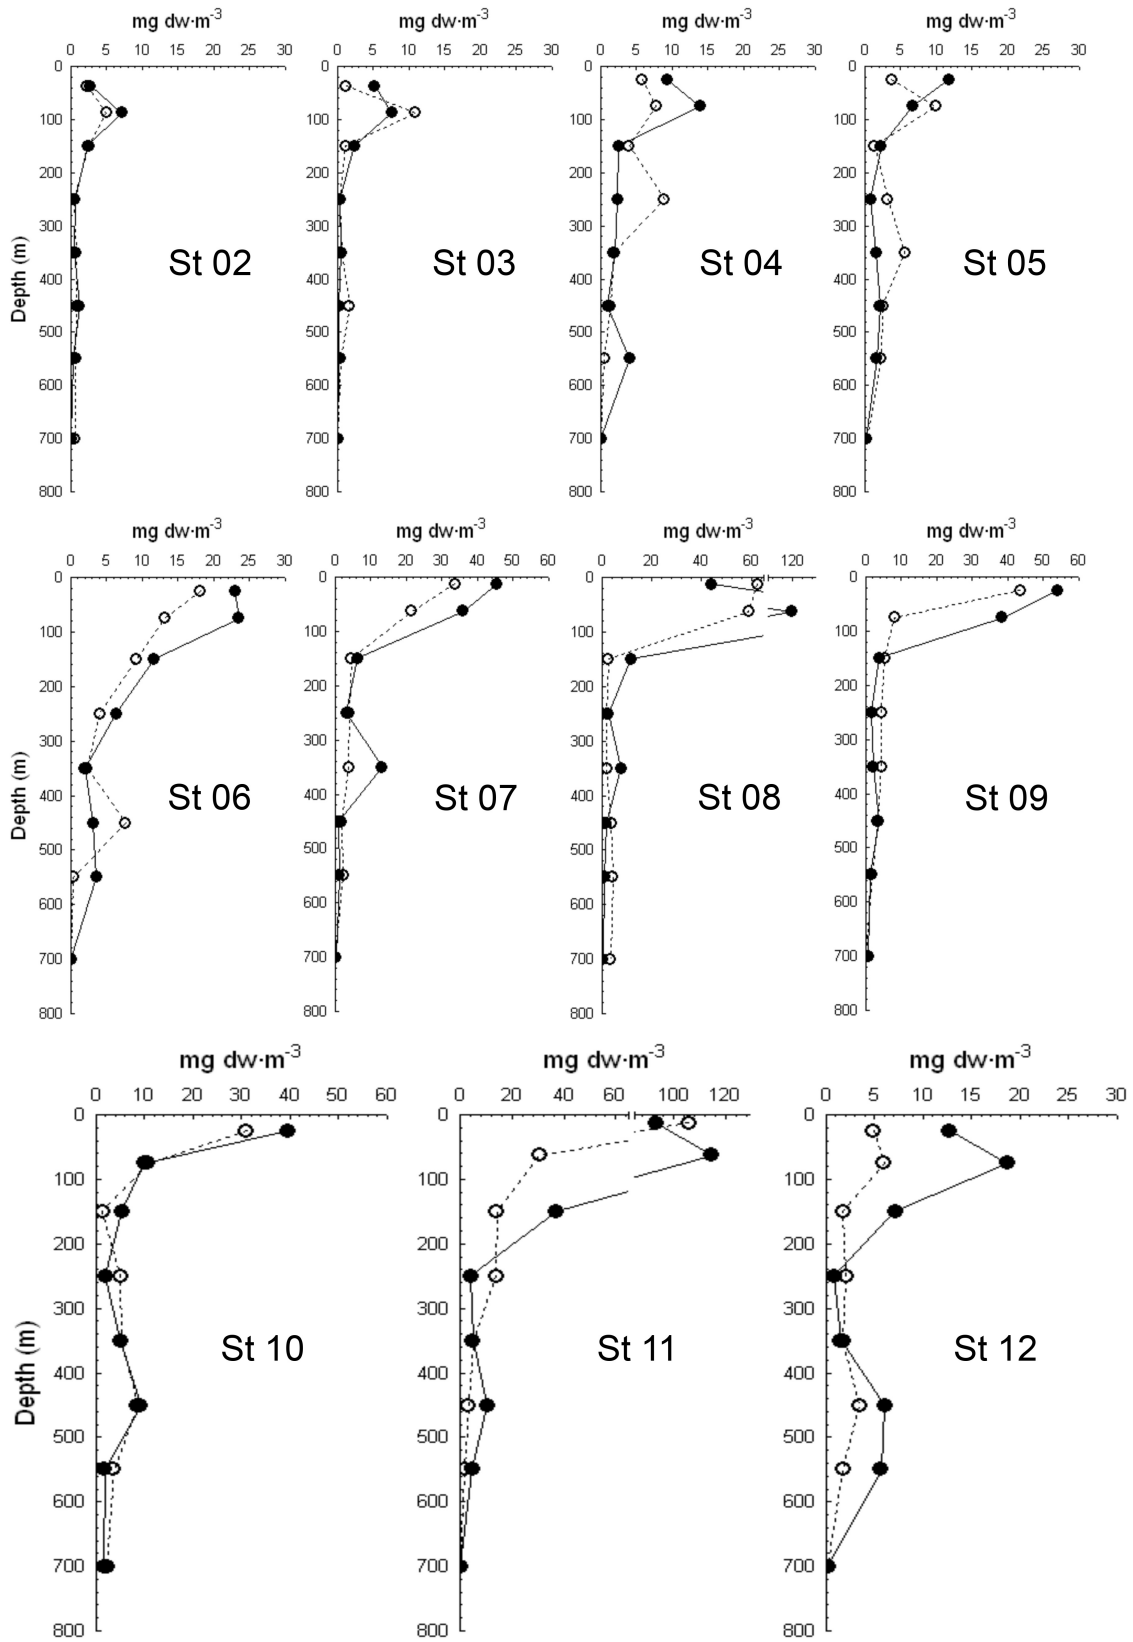 mg dw·m-3 mg dw·m-3 mg dw·m-3 mg dw·m-3
0 5 10 15 20 25 30 0 5 10 15 20 25 30 0 5 10 15 20 25 30 0 5 10 15 20 25 30
0 0 0 0
100 100 100 100
200 200 200 200
St 02 St 03 St 04 St 05
300 300 300 300
Depth (m)
400 400 400 400
500 500 500 500
600 600 600 600
700 700 700 700
800 800 800 800
mg dw·m-3 mg dw·m-3 mg dw·m-3 mg dw·m-3
0 5 10 15 20 25 30 0 10 20 30 40 50 60 0 20 40 60 120 0 10 20 30 40 50 60
0 0 0 0
100 100 100 100
200 200 200 200
300 300 300 300
Depth (m)
St 06 St 07 St 08 St 09
400 400 400 400
500 500 500 500
600 600 600 600
700 700 700 700
800 800 800 800
mg dw·m-3 mg dw·m-3 mg dw·m-3
0 10 20 30 40 50 60 0 20 40 60 100 120 0 5 10 15 20 25 30
0 0 0
100 100 100
200 200 200
300 300 300
St 10 St 11 St 12
Depth (m)
400 400 400
500 500 500
600 600 600
700 700 700
800 800 800